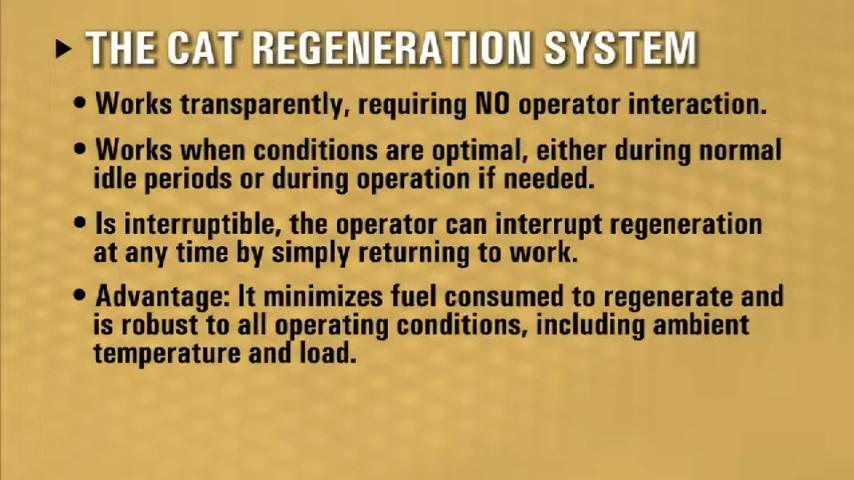 ▶ THE CAT REGENERATION SYSTEM
• Works transparently, requiring NO operator interaction.
• Works when conditions are optimal, either during normal
idle periods or during operation if needed.
• Is interruptible, the operator can interrupt regeneration
at any time by simply returning to work.
• Advantage: It minimizes fuel consumed to regenerate and
is robust to all operating conditions, including ambient
temperature and load.